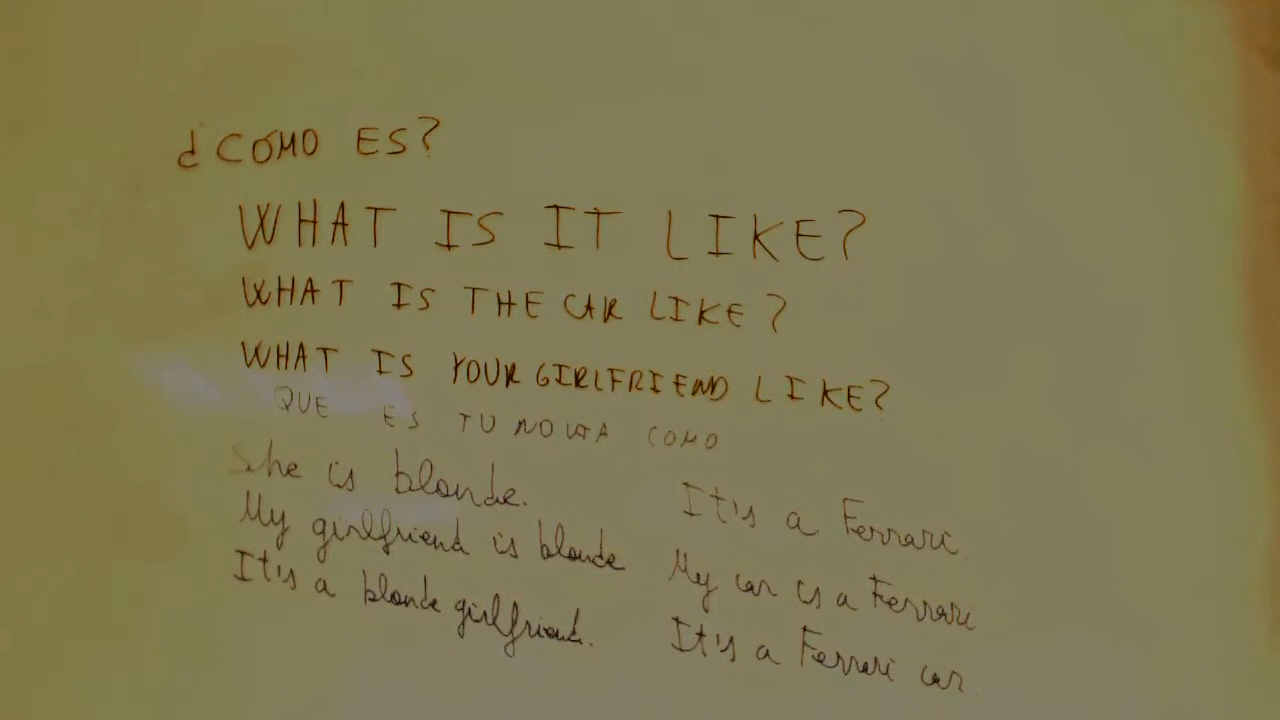 ¿COMO ES?
WHAT IS IT LIKE?
WHAT IS THE CAR LIKE?
WHAT IS YOUR GIRLFRIEND LIKE?
QUE ES TU NOVIA COMO
She is blonde.
My girlfriend is blonde
It's a blonde girlfriend.
It's a Ferrari
My car is a Ferrari
It's a Ferrari car.